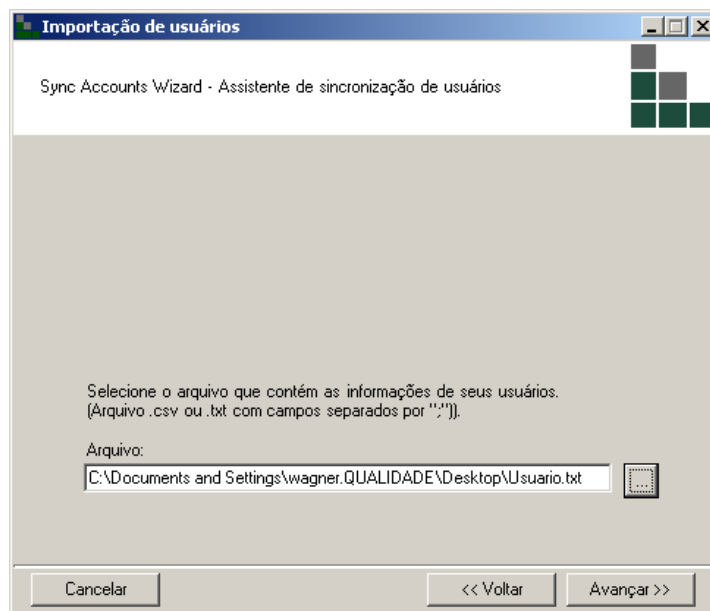 Importação de usuários
Sync Accounts Wizard - Assistente de sincronização de usuários
Selecione o arquivo que contém as informações de seus usuários.
(Arquivo .csv ou .txt com campos separados por ";")).
Arquivo:
C:\Documents and Settings\wagner.QUALIDADE\Desktop\Usuario.txt
...
Cancelar
<< Voltar
Avançar >>